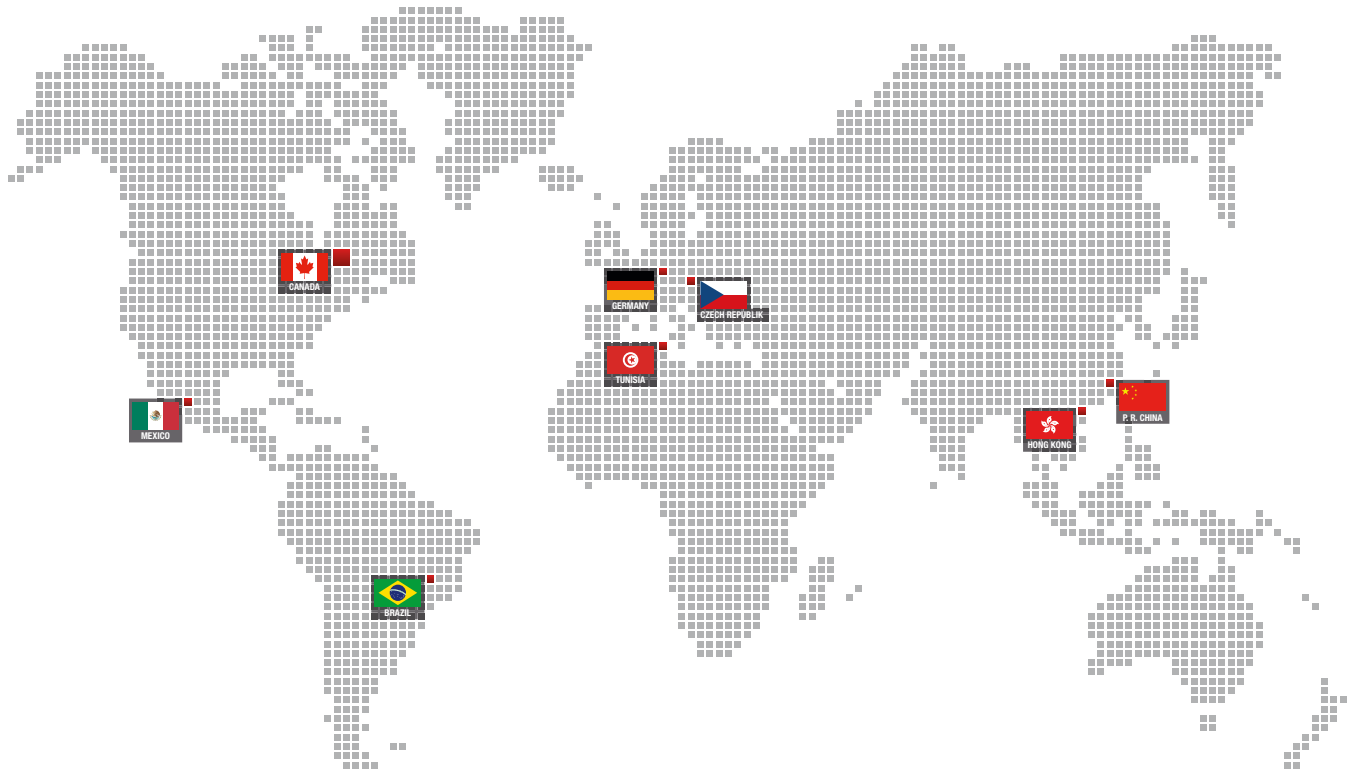 CANADA
GERMANY
CZECH REPUBLIK
TUNISIA
MEXICO
P. R. CHINA
HONG KONG
BRAZIL